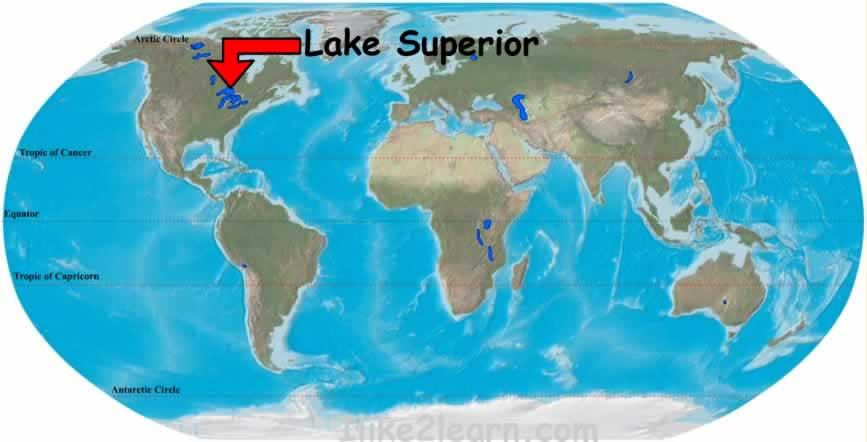 Arctic Circle
Lake Superior
Tropic of Cancer
Equator
Tropic of Capricorn
Antarctic Circle
ilike2learn.com